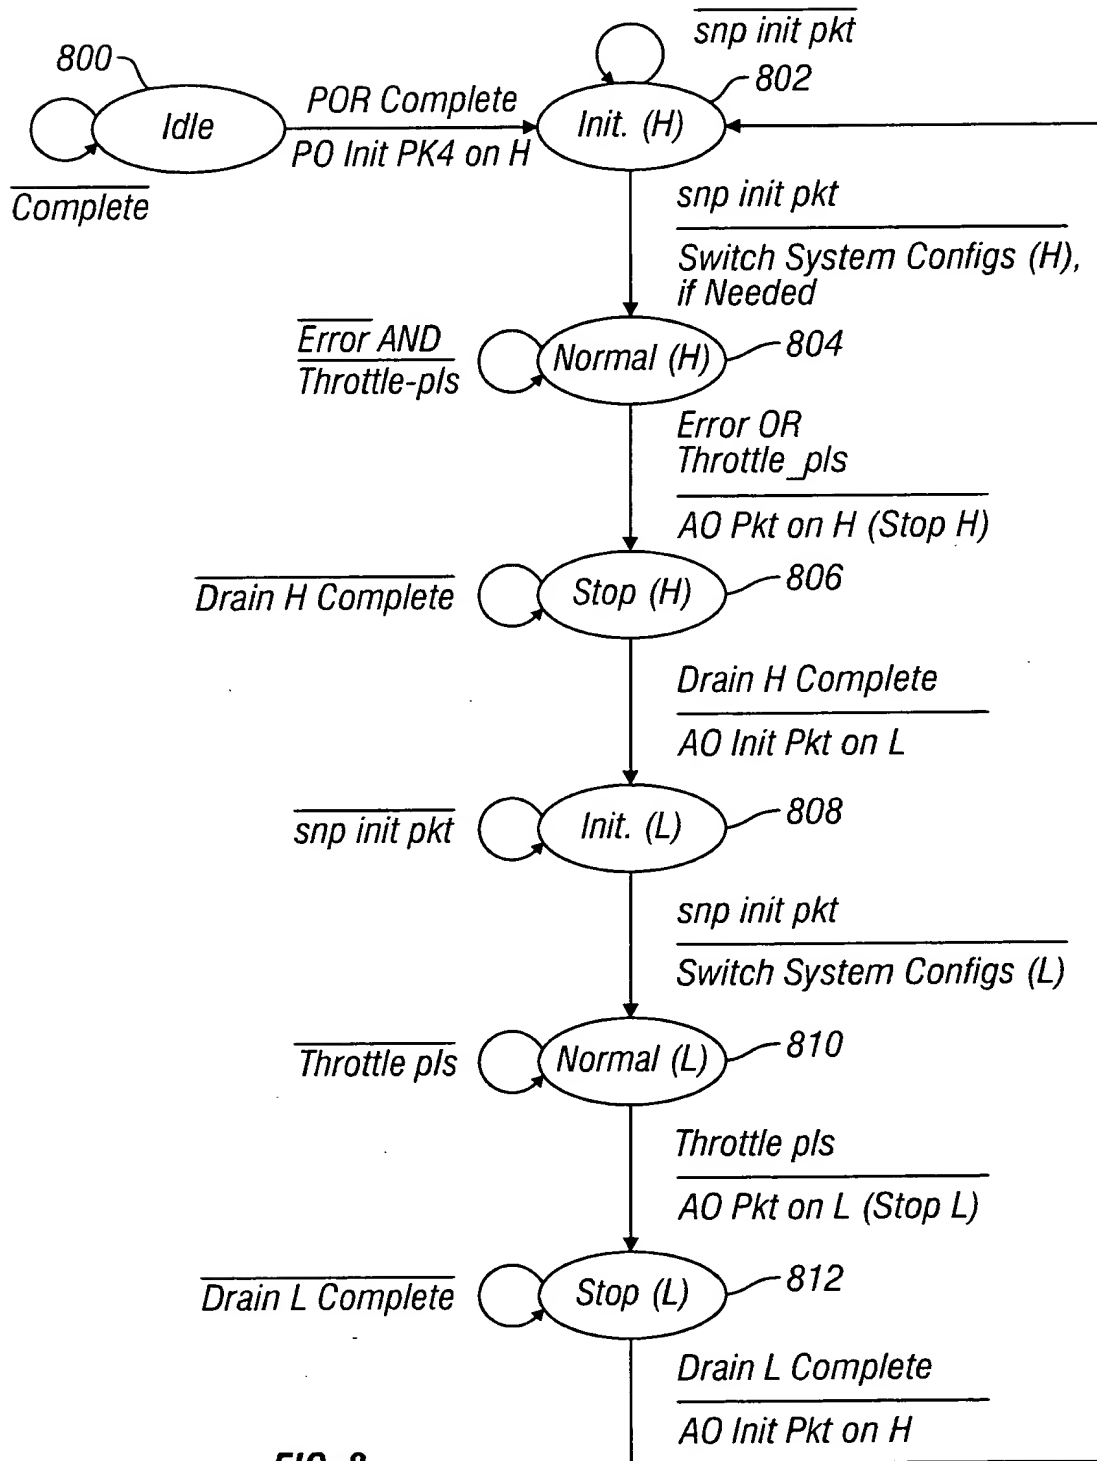 snp init pkt
800
802
Idle
POR Complete
PO Init PK4 on H
Init. (H)
Complete
snp init pkt
Switch System Configs (H),
if Needed
Error AND
Throttle-pls
Normal (H)
804
Error OR
Throttle_pls
AO Pkt on H (Stop H)
Drain H Complete
Stop (H)
806
Drain H Complete
AO Init Pkt on L
snp init pkt
Init. (L)
808
snp init pkt
Switch System Configs (L)
Throttle pls
Normal (L)
810
Throttle pls
AO Pkt on L (Stop L)
Drain L Complete
Stop (L)
812
Drain L Complete
AO Init Pkt on H
FIG. 8